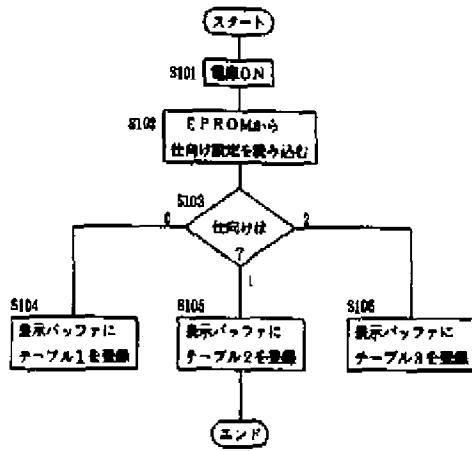 スタート
S101
電源ON
S102
EPROMから
仕向け設定を読み込む
S103
0
仕向けは
2
?
1
S104
S105
S106
表示バッファに
テーブル1を登録
表示バッファに
テーブル2を登録
表示バッファに
テーブル3を登録
エンド